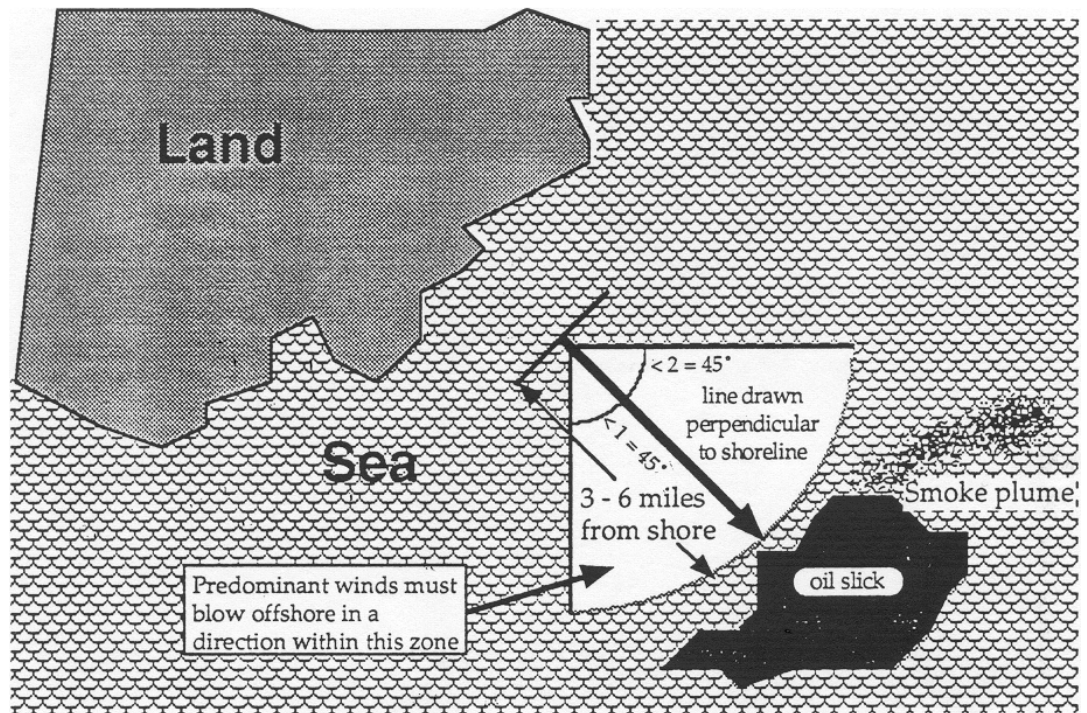 Land
Sea
< 2 = 45°
line drawn
perpendicular
to shoreline
< 1 = 45°
3 - 6 miles
from shore
Smoke plume
oil slick
Predominant winds must
blow offshore in a
direction within this zone